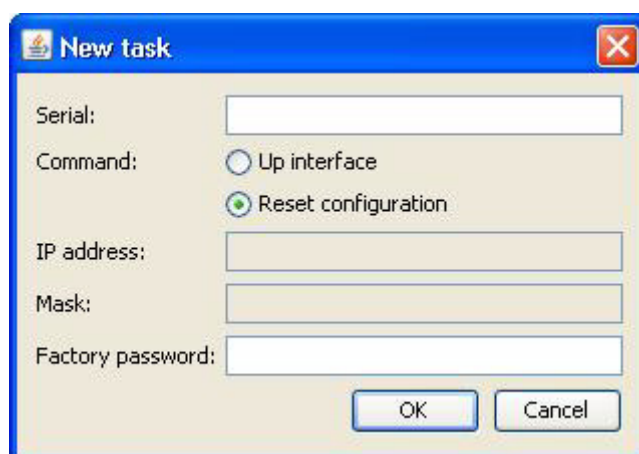 New task
Serial:
Command: Up interface
Reset configuration
IP address:
Mask:
Factory password:
OK Cancel